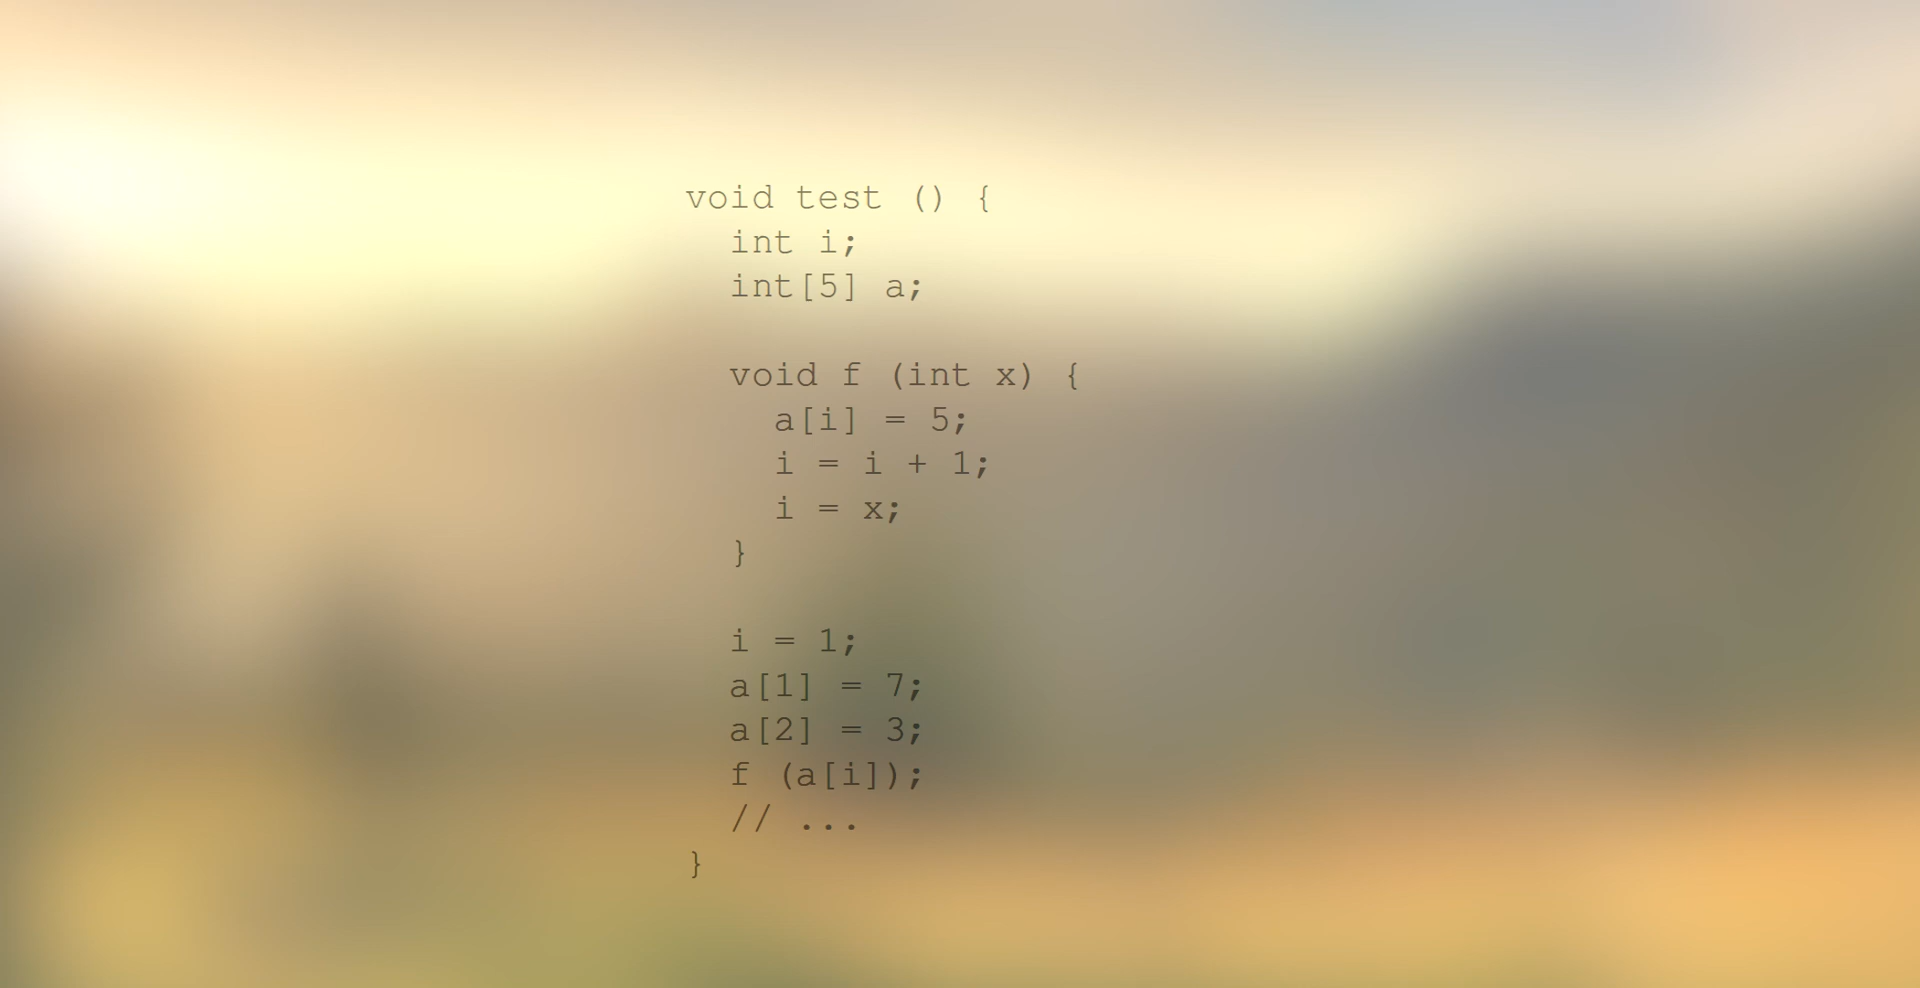 void test () {
  int i;
  int[5] a;

  void f (int x) {
    a[i] = 5;
    i = i + 1;
    i = x;
  }

  i = 1;
  a[1] = 7;
  a[2] = 3;
  f (a[i]);
  // ...
}